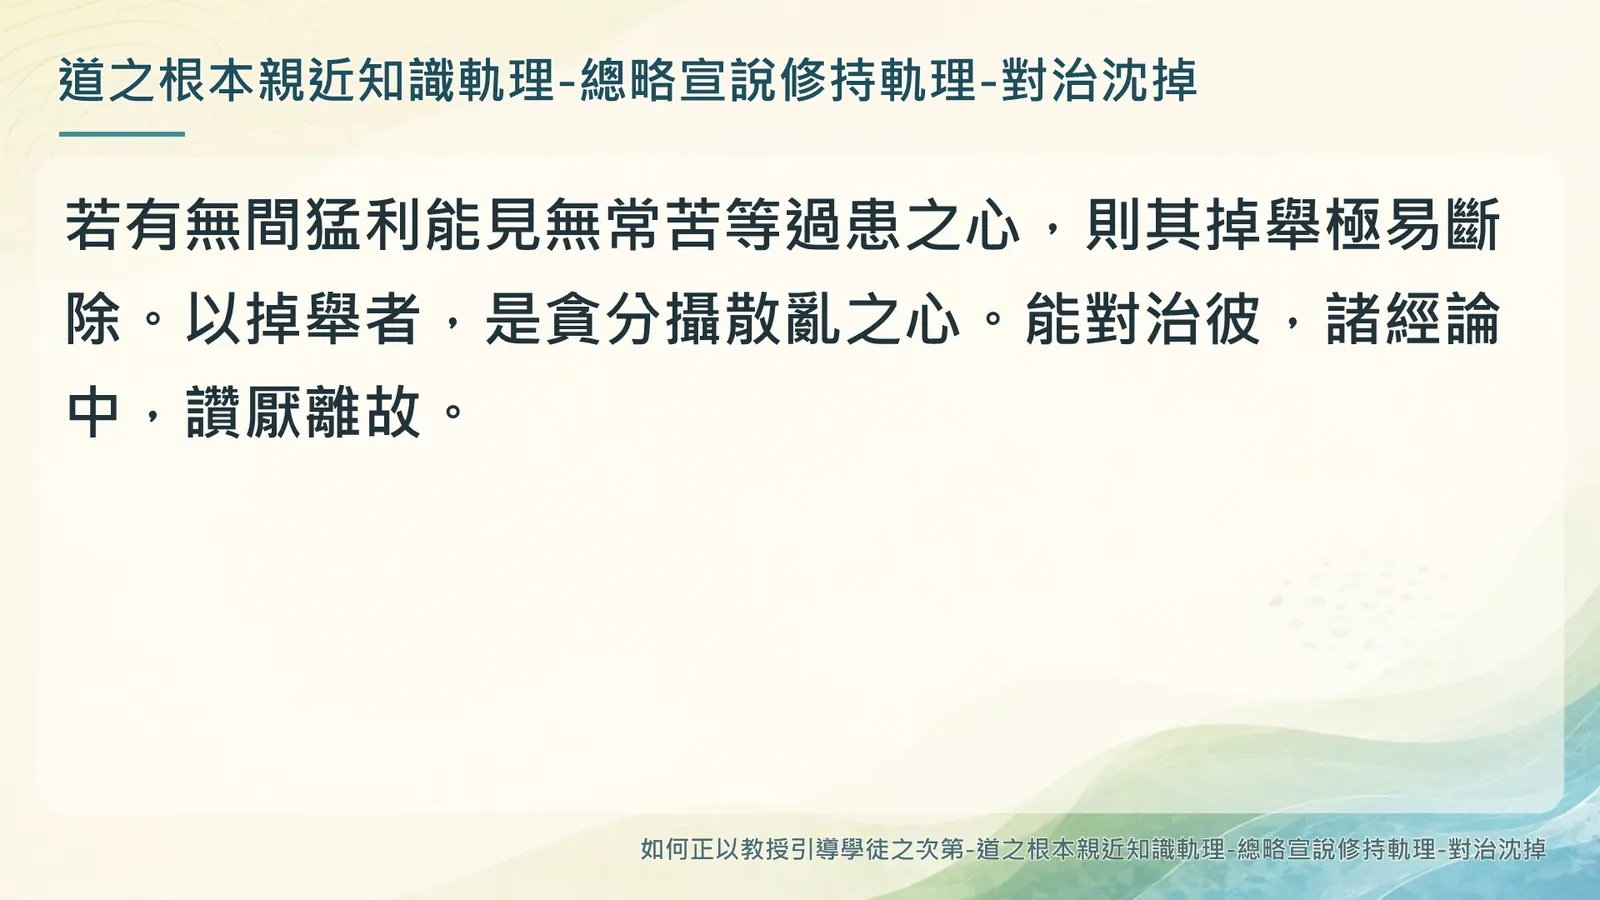 道之根本親近知識軌理-總略宣說修持軌理-對治沈掉
若有無間猛利能見無常苦等過患之心，則其掉舉極易斷
除。以掉舉者，是貪分攝散亂之心。能對治彼，諸經論
中，讚厭離故。
如何正以教授引導學徒之次第-道之根本親近知識軌理-總略宣說修持軌理-對治沈掉